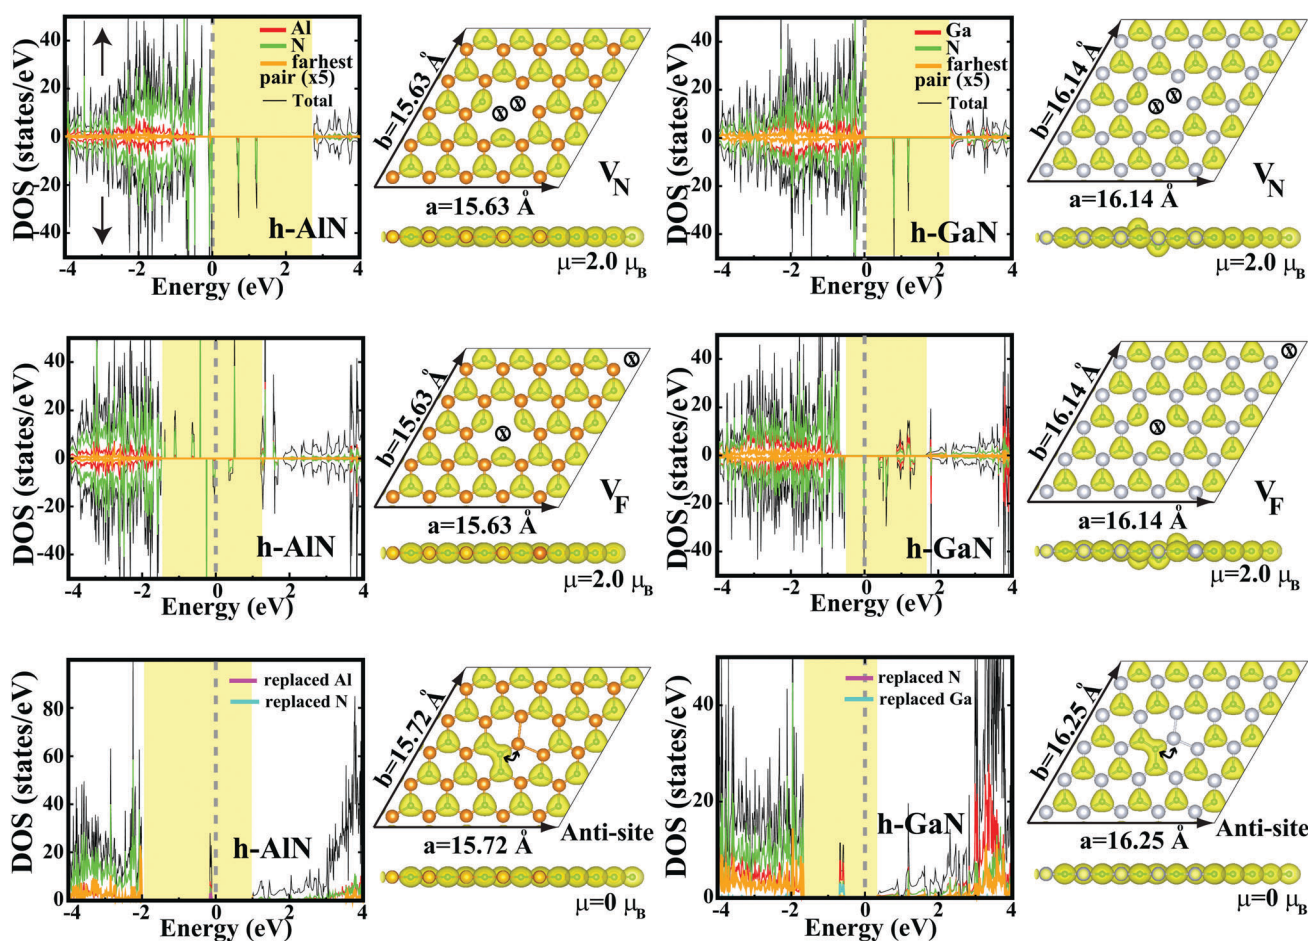 DOS (states/eV)
40
20
0
-20
-40
Al
N
farhest
pair (x5)
Total
h-AlN
-4 -2 0 2 4
Energy (eV)
b=15.63 Å
a=15.63 Å
V_N
μ=2.0 μ_B
DOS (states/eV)
40
20
0
-20
-40
Ga
N
farhest
pair (x5)
Total
h-GaN
-4 -2 0 2 4
Energy (eV)
b=16.14 Å
a=16.14 Å
V_N
μ=2.0 μ_B
DOS (states/eV)
40
20
0
-20
-40
h-AlN
-4 -2 0 2 4
Energy (eV)
b=15.63 Å
a=15.63 Å
V_F
μ=2.0 μ_B
DOS (states/eV)
40
20
0
-20
-40
h-GaN
-4 -2 0 2 4
Energy (eV)
b=16.14 Å
a=16.14 Å
V_F
μ=2.0 μ_B
DOS (states/eV)
80
60
40
20
0
replaced Al
replaced N
h-AlN
-4 -2 0 2 4
Energy (eV)
b=15.72 Å
a=15.72 Å
Anti-site
μ=0 μ_B
DOS (states/eV)
40
20
0
replaced N
replaced Ga
h-GaN
-4 -2 0 2 4
Energy (eV)
b=16.25 Å
a=16.25 Å
Anti-site
μ=0 μ_B